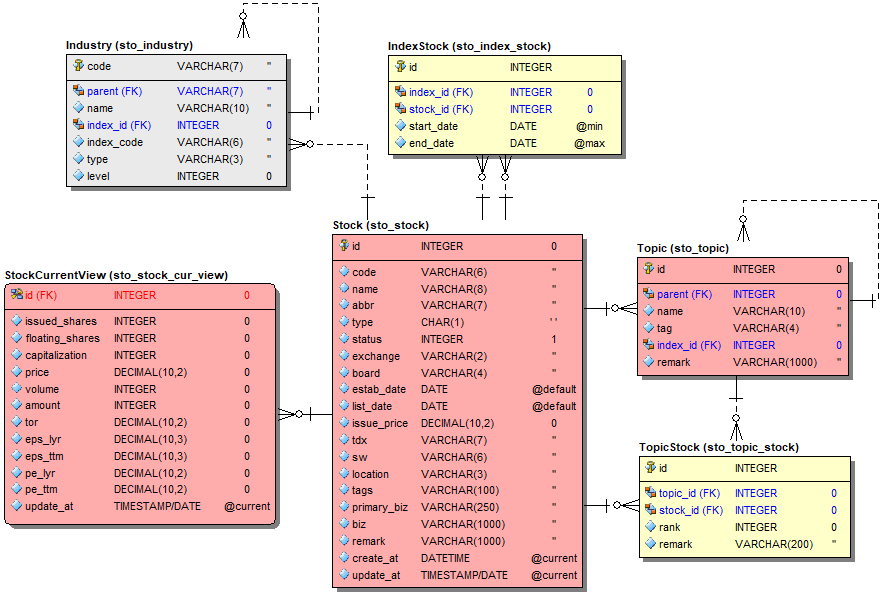 Industry (sto_industry)
code VARCHAR(7) ''
parent (FK) VARCHAR(7) ''
name VARCHAR(10) ''
index_id (FK) INTEGER 0
index_code VARCHAR(6) ''
type VARCHAR(3) ''
level INTEGER 0
IndexStock (sto_index_stock)
id INTEGER
index_id (FK) INTEGER 0
stock_id (FK) INTEGER 0
start_date DATE @min
end_date DATE @max
Stock (sto_stock)
id INTEGER 0
code VARCHAR(6) ''
name VARCHAR(8) ''
abbr VARCHAR(7) ''
type CHAR(1) ' '
status INTEGER 1
exchange VARCHAR(2) ''
board VARCHAR(4) ''
estab_date DATE @default
list_date DATE @default
issue_price DECIMAL(10,2) 0
tdx VARCHAR(7) ''
sw VARCHAR(6) ''
location VARCHAR(3) ''
tags VARCHAR(100) ''
primary_biz VARCHAR(250) ''
biz VARCHAR(1000) ''
remark VARCHAR(1000) ''
create_at DATETIME @current
update_at TIMESTAMP/DATE @current
StockCurrentView (sto_stock_cur_view)
id (FK) INTEGER 0
issued_shares INTEGER 0
floating_shares INTEGER 0
capitalization INTEGER 0
price DECIMAL(10,2) 0
volume INTEGER 0
amount INTEGER 0
tor DECIMAL(10,2) 0
eps_lyr DECIMAL(10,3) 0
eps_ttm DECIMAL(10,3) 0
pe_lyr DECIMAL(10,2) 0
pe_ttm DECIMAL(10,2) 0
update_at TIMESTAMP/DATE @current
Topic (sto_topic)
id INTEGER 0
parent (FK) INTEGER 0
name VARCHAR(10) ''
tag VARCHAR(4) ''
index_id (FK) INTEGER 0
remark VARCHAR(1000) ''
TopicStock (sto_topic_stock)
id INTEGER
topic_id (FK) INTEGER 0
stock_id (FK) INTEGER 0
rank INTEGER 0
remark VARCHAR(200) ''